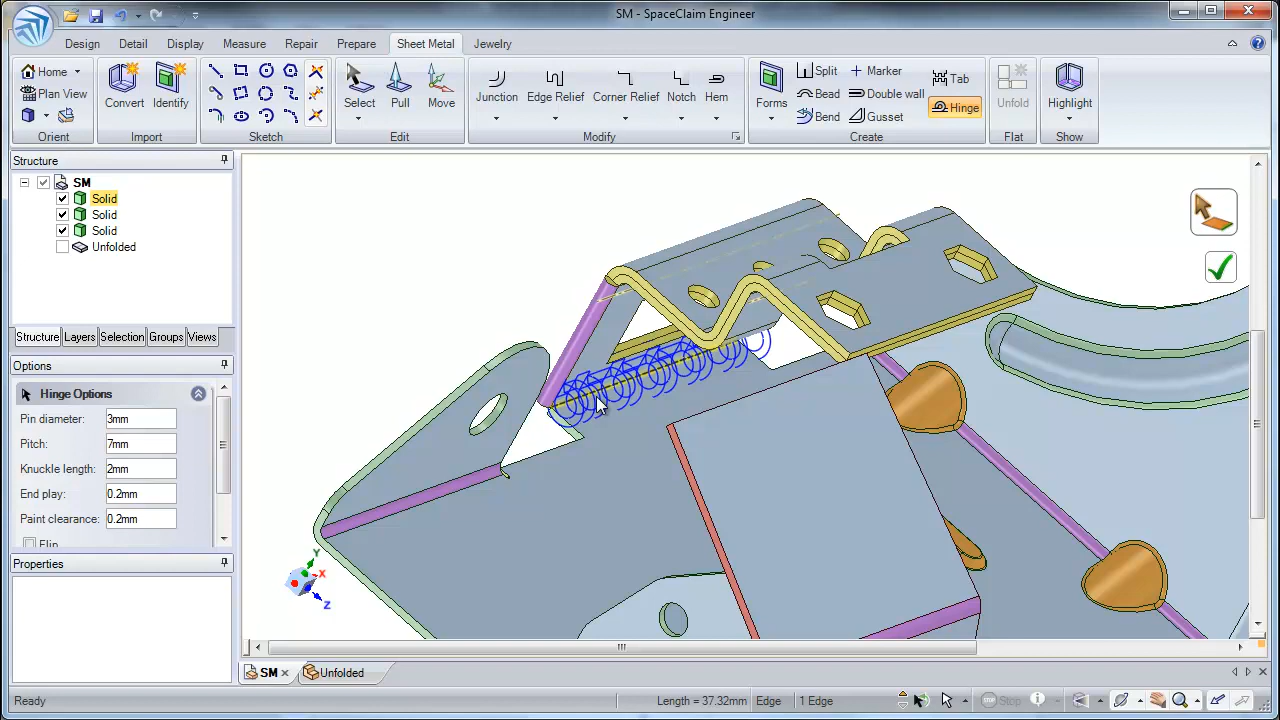 SM - SpaceClaim Engineer
Design Detail Display Measure Repair Prepare Sheet Metal Jewelry
Home
Plan View
Orient
Convert Identify
Import
Sketch
Select Pull Move
Edit
Junction Edge Relief Corner Relief Notch Hem
Modify
Forms
Split Marker Tab
Bead Double wall Hinge
Bend Gusset
Create
Unfold
Flat
Highlight
Show
Structure
SM
Solid
Solid
Solid
Unfolded
Structure Layers Selection Groups Views
Options
Hinge Options
Pin diameter: 3mm
Pitch: 7mm
Knuckle length: 2mm
End play: 0.2mm
Paint clearance: 0.2mm
Flip
Properties
Y
X
Z
SM Unfolded
Ready Length = 37.32mm Edge 1 Edge Stop